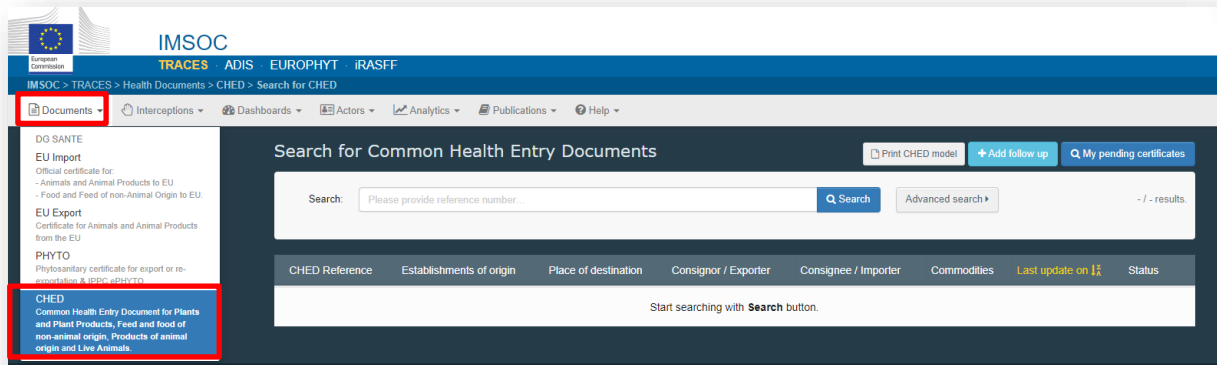 European
Commission
IMSOC
TRACES · ADIS · EUROPHYT · iRASFF
IMSOC > TRACES > Health Documents > CHED > Search for CHED
Documents
Interceptions
Dashboards
Actors
Analytics
Publications
Help
DG SANTE
EU Import
Official certificate for:
- Animals and Animal Products to EU
- Food and Feed of non-Animal Origin to EU.
EU Export
Certificate for Animals and Animal Products
from the EU
PHYTO
Phytosanitary certificate for export or re-
exportation & IPPC ePHYTO
CHED
Common Health Entry Document for Plants
and Plant Products, Feed and food of
non-animal origin, Products of animal
origin and Live Animals.
Search for Common Health Entry Documents
Print CHED model
Add follow up
My pending certificates
Search:
Please provide reference number...
Search
Advanced search
- / - results.
CHED Reference
Establishments of origin
Place of destination
Consignor / Exporter
Consignee / Importer
Commodities
Last update on
Status
Start searching with Search button.